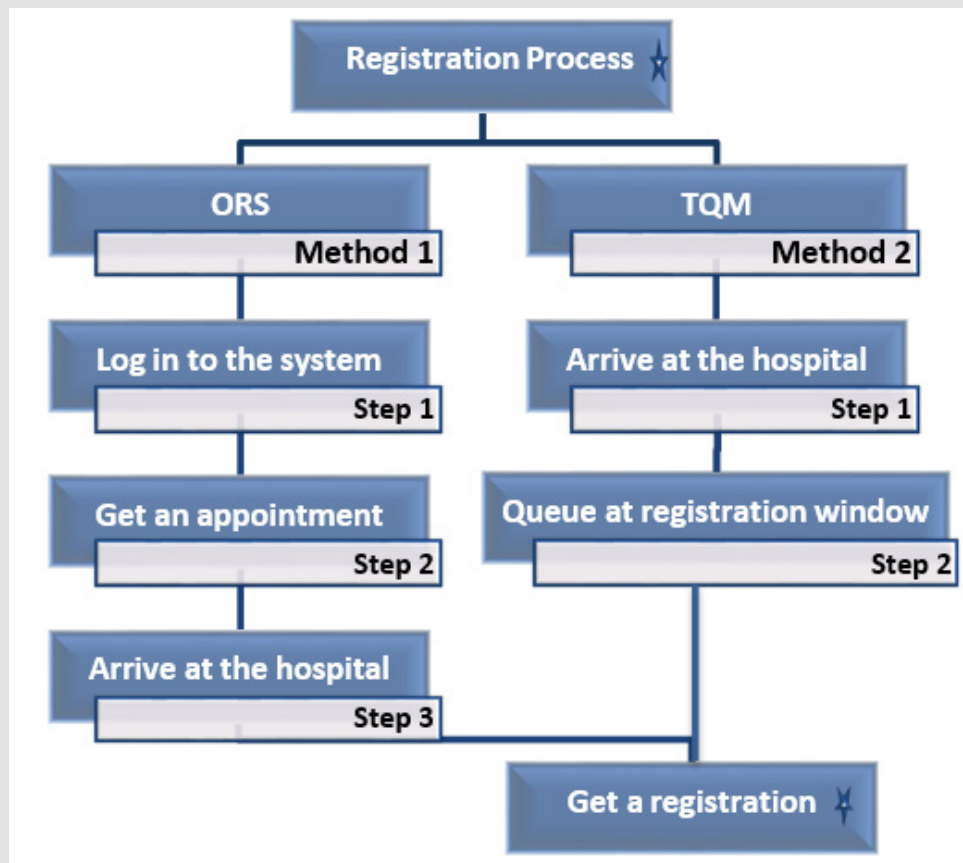 Registration Process
ORS
Method 1
Log in to the system
Step 1
Get an appointment
Step 2
Arrive at the hospital
Step 3
TQM
Method 2
Arrive at the hospital
Step 1
Queue at registration window
Step 2
Get a registration